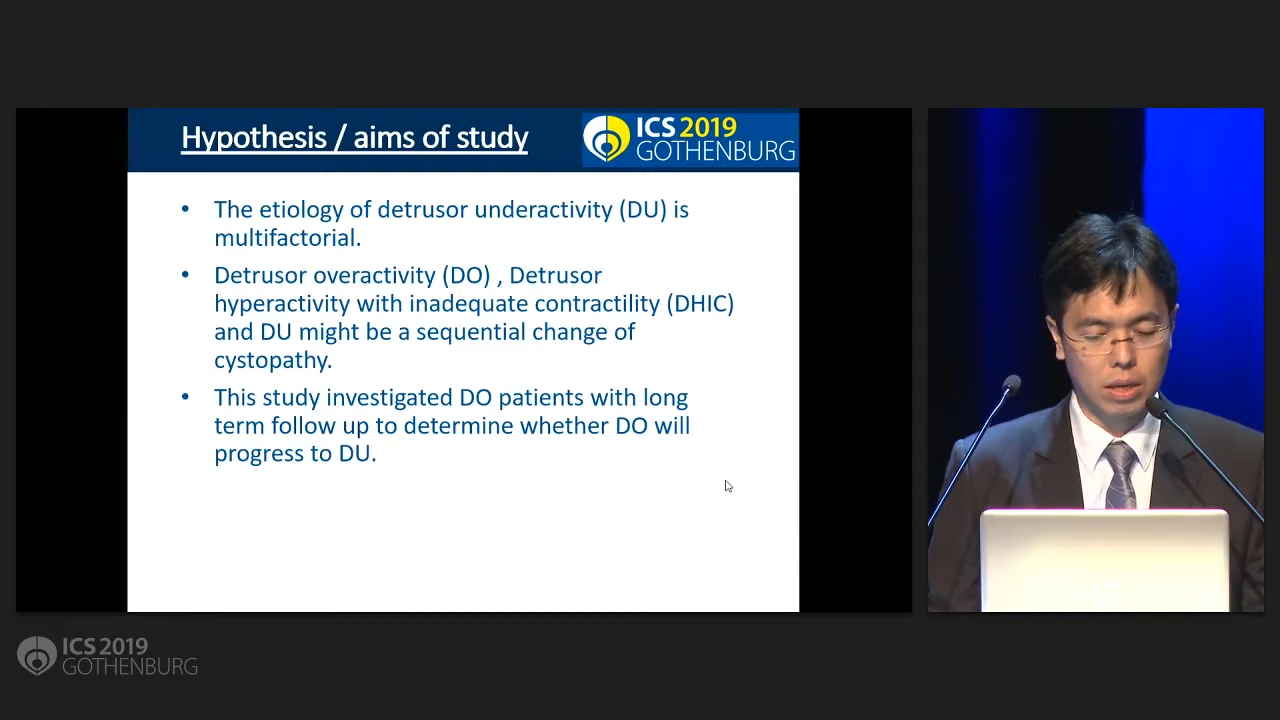 Hypothesis / aims of study
ICS 2019
GOTHENBURG
• The etiology of detrusor underactivity (DU) is
multifactorial.
• Detrusor overactivity (DO) , Detrusor
hyperactivity with inadequate contractility (DHIC)
and DU might be a sequential change of
cystopathy.
• This study investigated DO patients with long
term follow up to determine whether DO will
progress to DU.
ICS 2019
GOTHENBURG